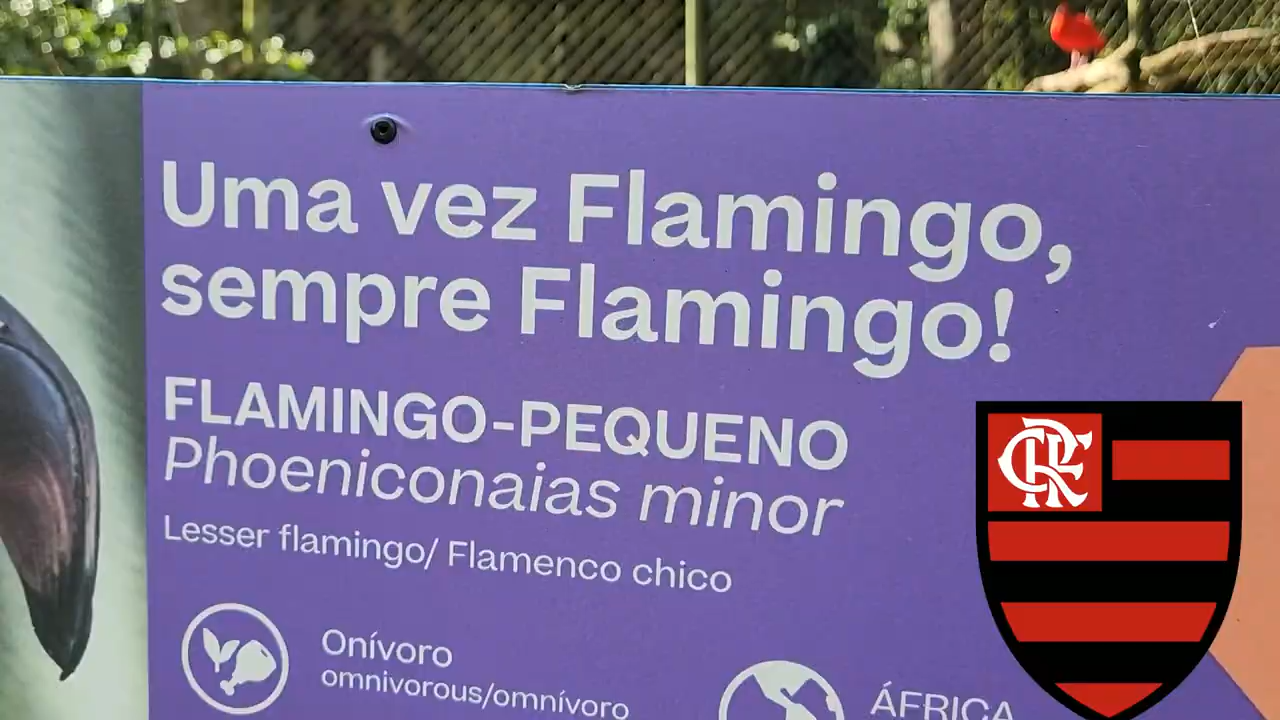 Uma vez Flamingo,
sempre Flamingo!
FLAMINGO-PEQUENO
Phoeniconaias minor
Lesser flamingo/ Flamenco chico
Onívoro
omnivorous/omnívoro
ÁFRICA
CRF